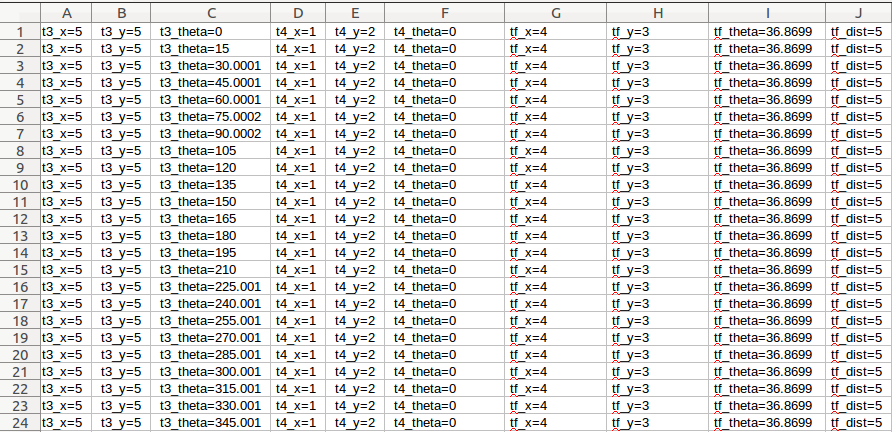 A B C D E F G H I J
1 t3_x=5 t3_y=5 t3_theta=0 t4_x=1 t4_y=2 t4_theta=0 tf_x=4 tf_y=3 tf_theta=36.8699 tf_dist=5
2 t3_x=5 t3_y=5 t3_theta=15 t4_x=1 t4_y=2 t4_theta=0 tf_x=4 tf_y=3 tf_theta=36.8699 tf_dist=5
3 t3_x=5 t3_y=5 t3_theta=30.0001 t4_x=1 t4_y=2 t4_theta=0 tf_x=4 tf_y=3 tf_theta=36.8699 tf_dist=5
4 t3_x=5 t3_y=5 t3_theta=45.0001 t4_x=1 t4_y=2 t4_theta=0 tf_x=4 tf_y=3 tf_theta=36.8699 tf_dist=5
5 t3_x=5 t3_y=5 t3_theta=60.0001 t4_x=1 t4_y=2 t4_theta=0 tf_x=4 tf_y=3 tf_theta=36.8699 tf_dist=5
6 t3_x=5 t3_y=5 t3_theta=75.0002 t4_x=1 t4_y=2 t4_theta=0 tf_x=4 tf_y=3 tf_theta=36.8699 tf_dist=5
7 t3_x=5 t3_y=5 t3_theta=90.0002 t4_x=1 t4_y=2 t4_theta=0 tf_x=4 tf_y=3 tf_theta=36.8699 tf_dist=5
8 t3_x=5 t3_y=5 t3_theta=105 t4_x=1 t4_y=2 t4_theta=0 tf_x=4 tf_y=3 tf_theta=36.8699 tf_dist=5
9 t3_x=5 t3_y=5 t3_theta=120 t4_x=1 t4_y=2 t4_theta=0 tf_x=4 tf_y=3 tf_theta=36.8699 tf_dist=5
10 t3_x=5 t3_y=5 t3_theta=135 t4_x=1 t4_y=2 t4_theta=0 tf_x=4 tf_y=3 tf_theta=36.8699 tf_dist=5
11 t3_x=5 t3_y=5 t3_theta=150 t4_x=1 t4_y=2 t4_theta=0 tf_x=4 tf_y=3 tf_theta=36.8699 tf_dist=5
12 t3_x=5 t3_y=5 t3_theta=165 t4_x=1 t4_y=2 t4_theta=0 tf_x=4 tf_y=3 tf_theta=36.8699 tf_dist=5
13 t3_x=5 t3_y=5 t3_theta=180 t4_x=1 t4_y=2 t4_theta=0 tf_x=4 tf_y=3 tf_theta=36.8699 tf_dist=5
14 t3_x=5 t3_y=5 t3_theta=195 t4_x=1 t4_y=2 t4_theta=0 tf_x=4 tf_y=3 tf_theta=36.8699 tf_dist=5
15 t3_x=5 t3_y=5 t3_theta=210 t4_x=1 t4_y=2 t4_theta=0 tf_x=4 tf_y=3 tf_theta=36.8699 tf_dist=5
16 t3_x=5 t3_y=5 t3_theta=225.001 t4_x=1 t4_y=2 t4_theta=0 tf_x=4 tf_y=3 tf_theta=36.8699 tf_dist=5
17 t3_x=5 t3_y=5 t3_theta=240.001 t4_x=1 t4_y=2 t4_theta=0 tf_x=4 tf_y=3 tf_theta=36.8699 tf_dist=5
18 t3_x=5 t3_y=5 t3_theta=255.001 t4_x=1 t4_y=2 t4_theta=0 tf_x=4 tf_y=3 tf_theta=36.8699 tf_dist=5
19 t3_x=5 t3_y=5 t3_theta=270.001 t4_x=1 t4_y=2 t4_theta=0 tf_x=4 tf_y=3 tf_theta=36.8699 tf_dist=5
20 t3_x=5 t3_y=5 t3_theta=285.001 t4_x=1 t4_y=2 t4_theta=0 tf_x=4 tf_y=3 tf_theta=36.8699 tf_dist=5
21 t3_x=5 t3_y=5 t3_theta=300.001 t4_x=1 t4_y=2 t4_theta=0 tf_x=4 tf_y=3 tf_theta=36.8699 tf_dist=5
22 t3_x=5 t3_y=5 t3_theta=315.001 t4_x=1 t4_y=2 t4_theta=0 tf_x=4 tf_y=3 tf_theta=36.8699 tf_dist=5
23 t3_x=5 t3_y=5 t3_theta=330.001 t4_x=1 t4_y=2 t4_theta=0 tf_x=4 tf_y=3 tf_theta=36.8699 tf_dist=5
24 t3_x=5 t3_y=5 t3_theta=345.001 t4_x=1 t4_y=2 t4_theta=0 tf_x=4 tf_y=3 tf_theta=36.8699 tf_dist=5